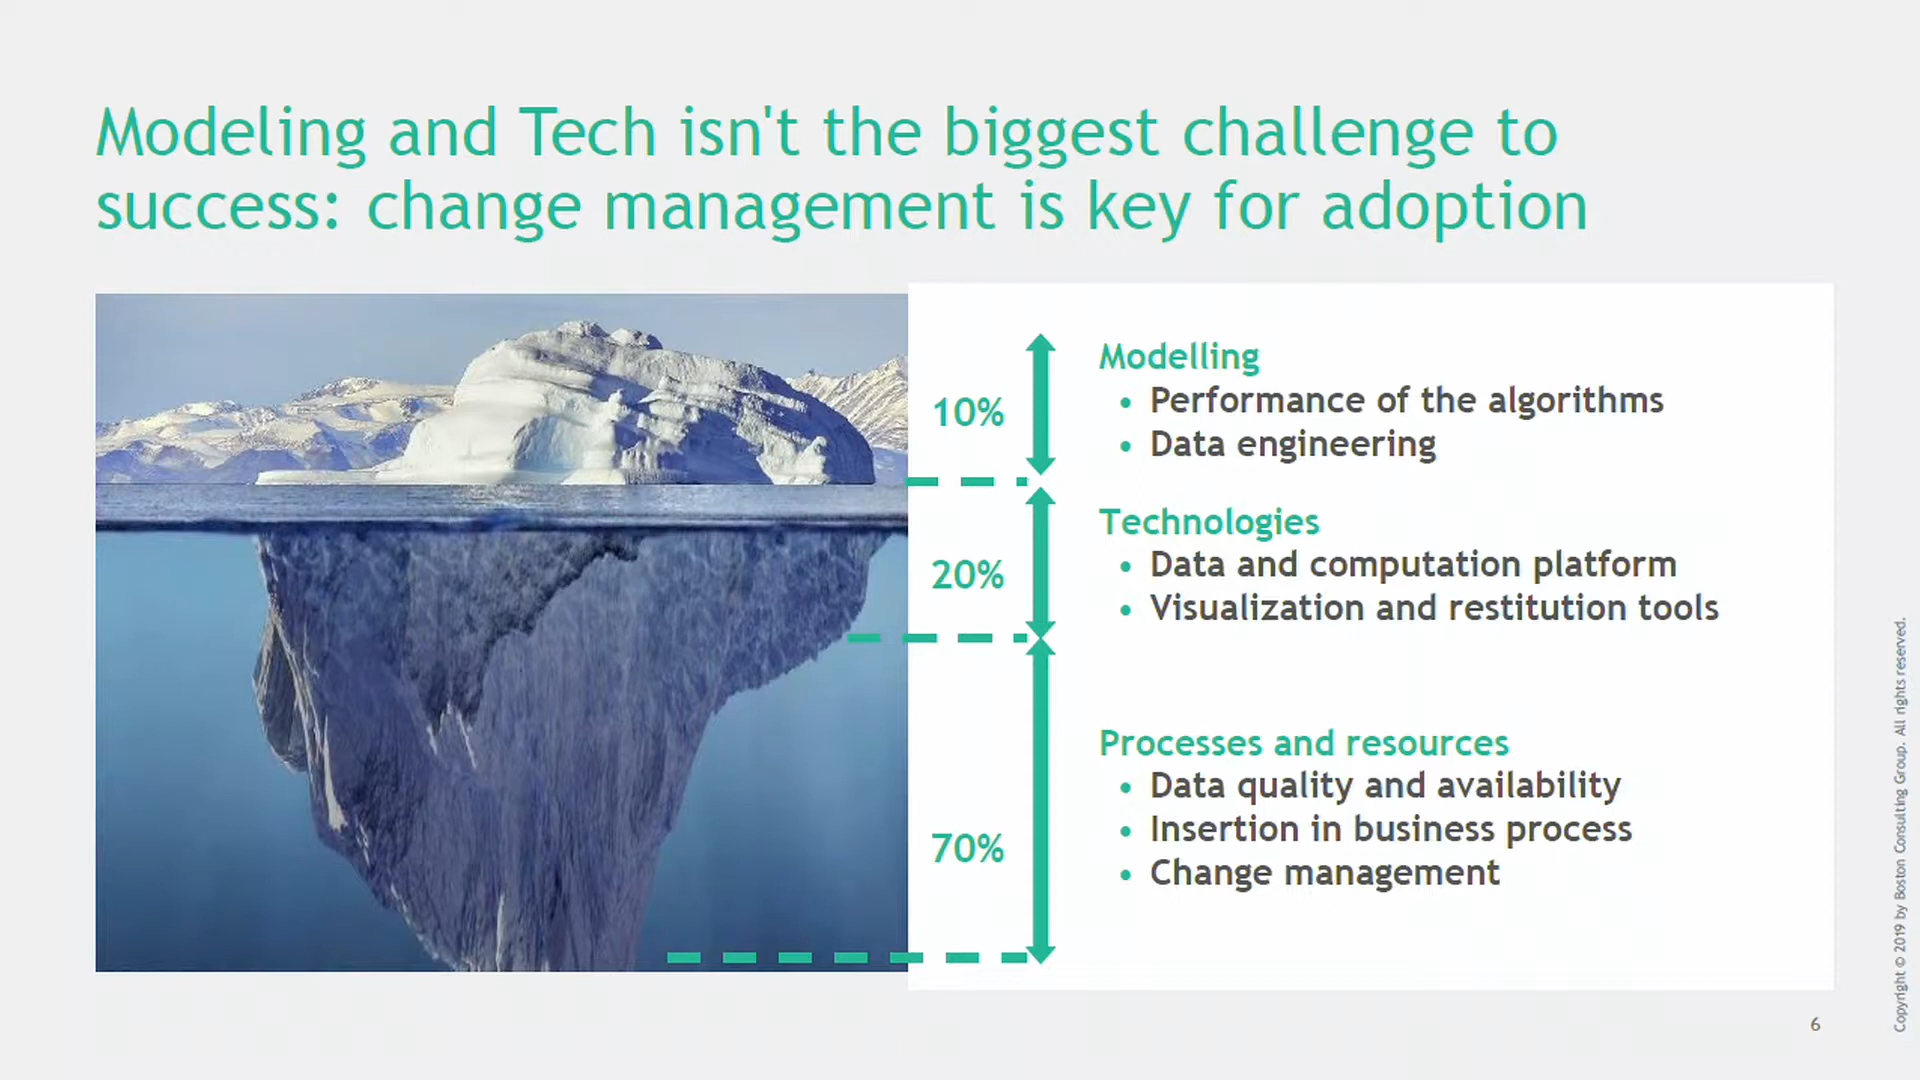 Modeling and Tech isn't the biggest challenge to
success: change management is key for adoption
10%
Modelling
• Performance of the algorithms
• Data engineering
20%
Technologies
• Data and computation platform
• Visualization and restitution tools
70%
Processes and resources
• Data quality and availability
• Insertion in business process
• Change management
6
Copyright © 2019 by Boston Consulting Group. All rights reserved.